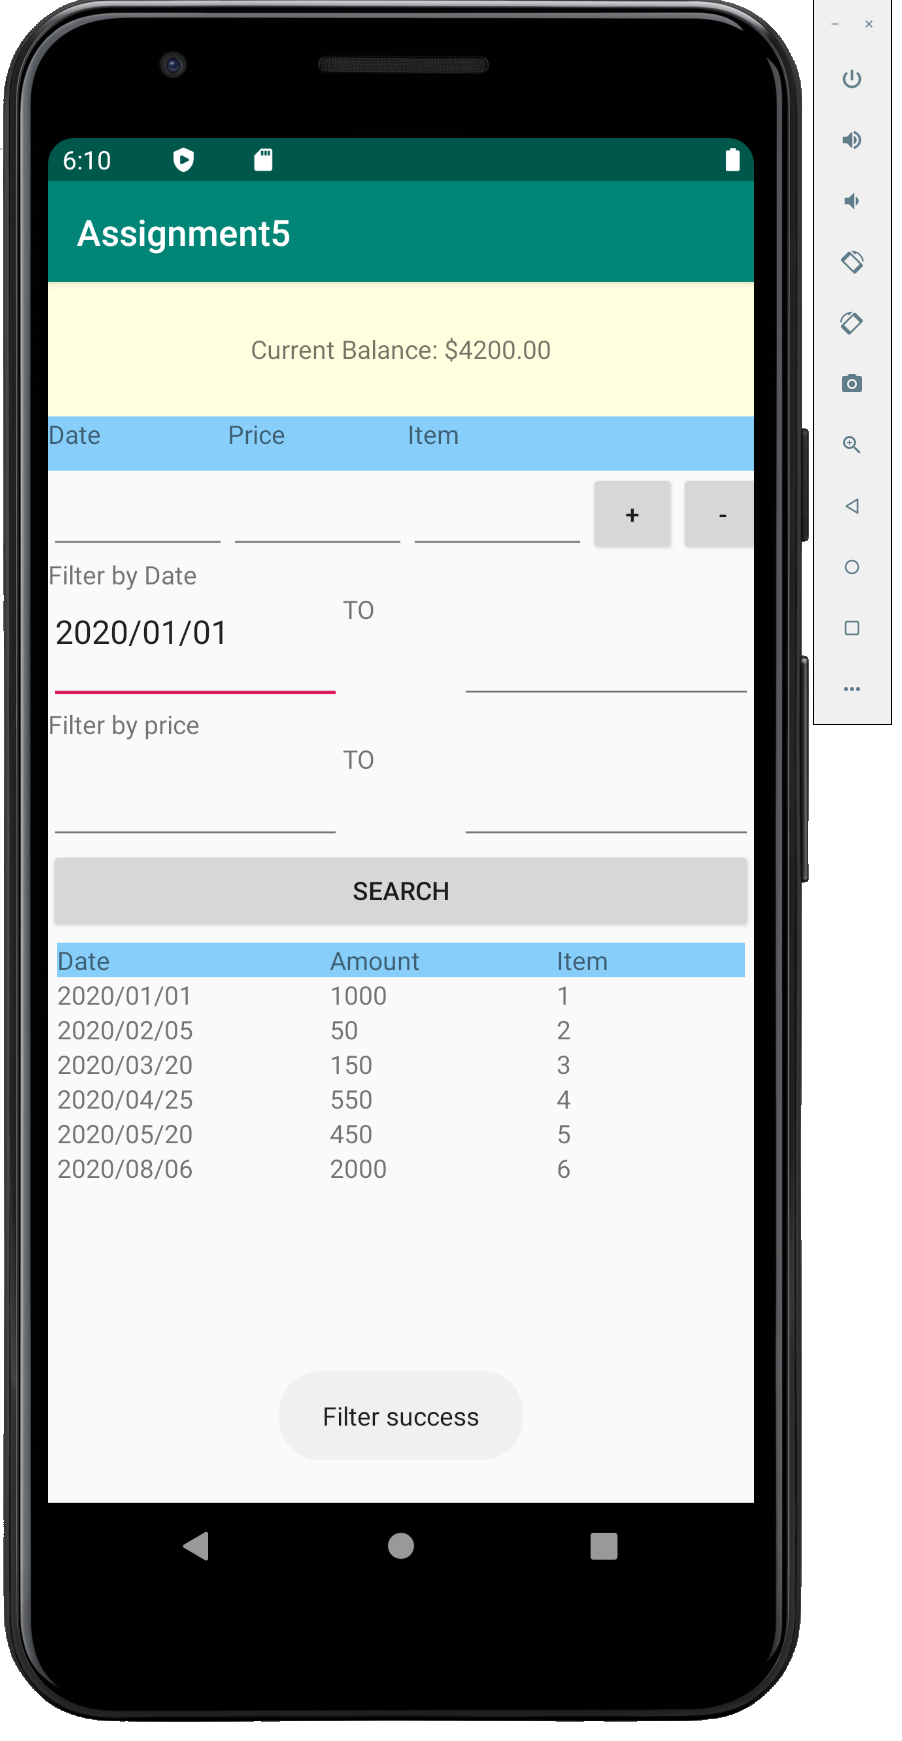 6:10
Assignment5
Current Balance: $4200.00
Date Price Item
+ -
Filter by Date
2020/01/01 TO
Filter by price
TO
SEARCH
Date Amount Item
2020/01/01 1000 1
2020/02/05 50 2
2020/03/20 150 3
2020/04/25 550 4
2020/05/20 450 5
2020/08/06 2000 6
Filter success